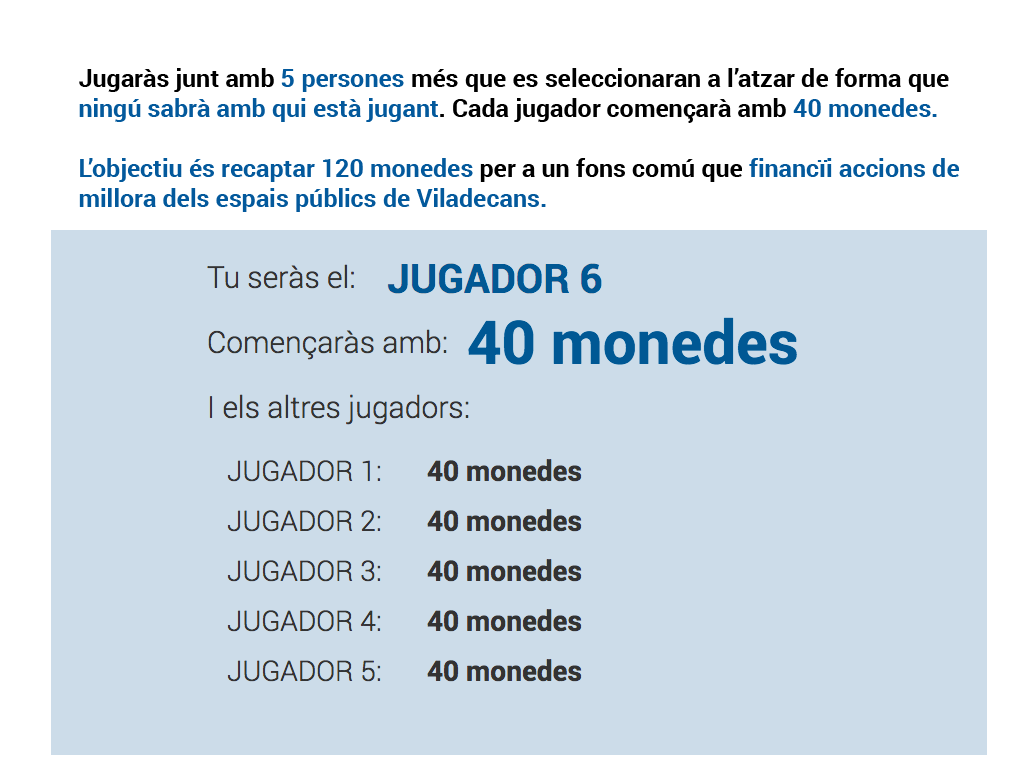 Jugaràs junt amb 5 persones més que es seleccionaran a l’atzar de forma que
ningú sabrà amb qui està jugant. Cada jugador començarà amb 40 monedes.
L’objectiu és recaptar 120 monedes per a un fons comú que financïi accions de
millora dels espais públics de Viladecans.
Tu seràs el: JUGADOR 6
Començaràs amb: 40 monedes
I els altres jugadors:
JUGADOR 1: 40 monedes
JUGADOR 2: 40 monedes
JUGADOR 3: 40 monedes
JUGADOR 4: 40 monedes
JUGADOR 5: 40 monedes